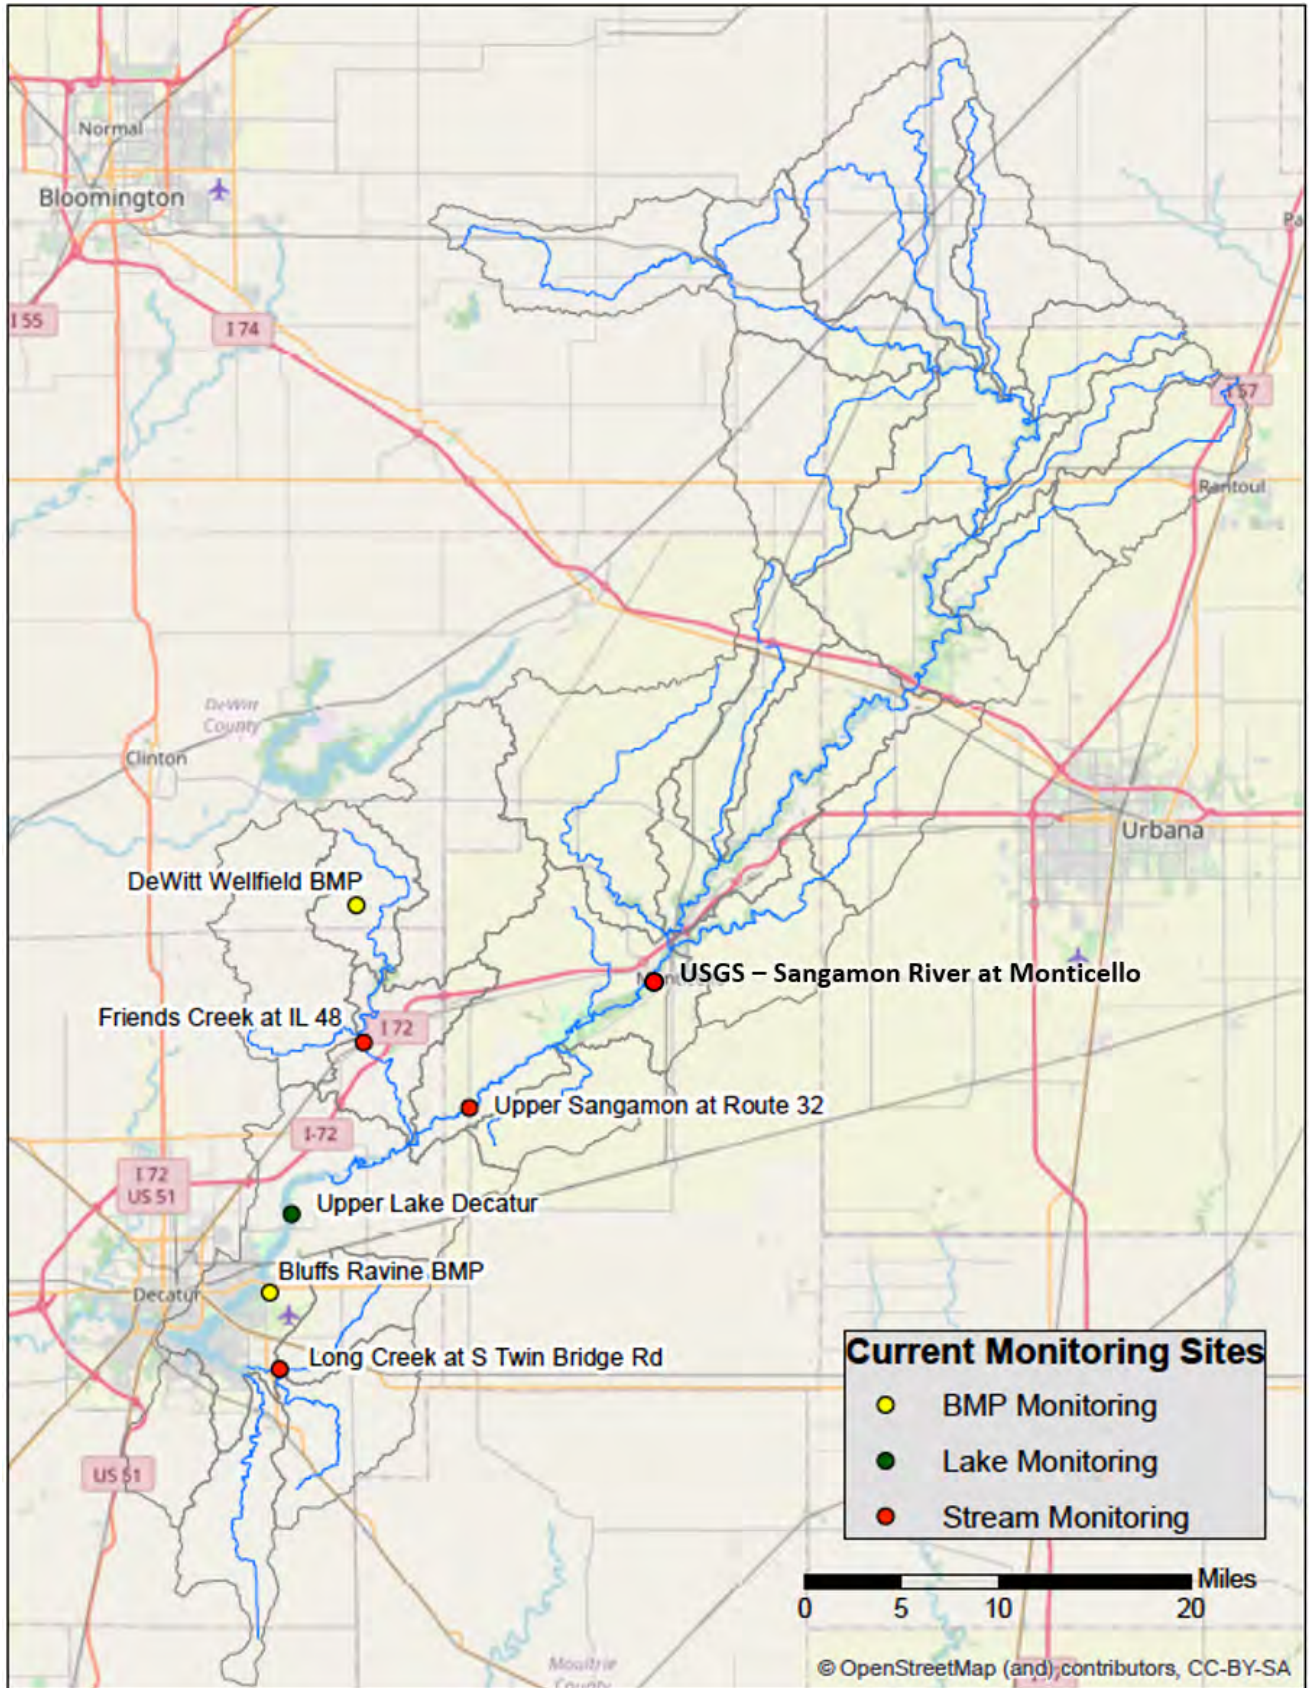 Normal
Bloomington
Pa
I 55
I 74
I 57
Rantoul
DeWitt
County
Clinton
Urbana
DeWitt Wellfield BMP
USGS – Sangamon River at Monticello
Friends Creek at IL 48
I 72
Upper Sangamon at Route 32
I-72
I 72
US 51
Upper Lake Decatur
Bluffs Ravine BMP
Decatur
Long Creek at S Twin Bridge Rd
US 51
Current Monitoring Sites
BMP Monitoring
Lake Monitoring
Stream Monitoring
Miles
0 5 10 20
Moultrie
County
© OpenStreetMap (and) contributors, CC-BY-SA